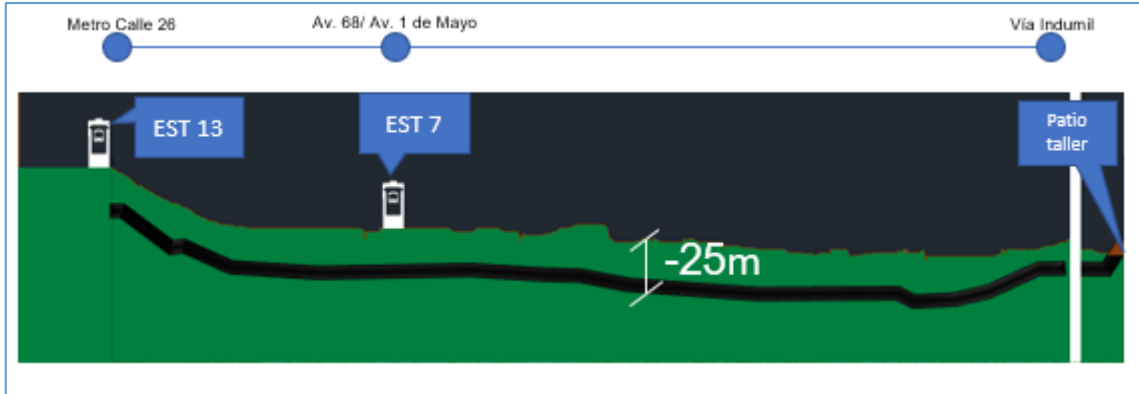 Metro Calle 26
Av. 68/ Av. 1 de Mayo
Vía Indumil
EST 13
EST 7
Patio
taller
-25m